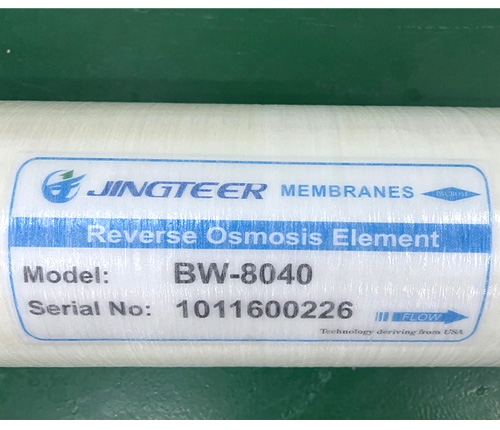 JINGTEER MEMBRANES
Reverse Osmosis Element
Model: BW-8040
Serial No: 1011600226
FLOW
Technology deriving from USA